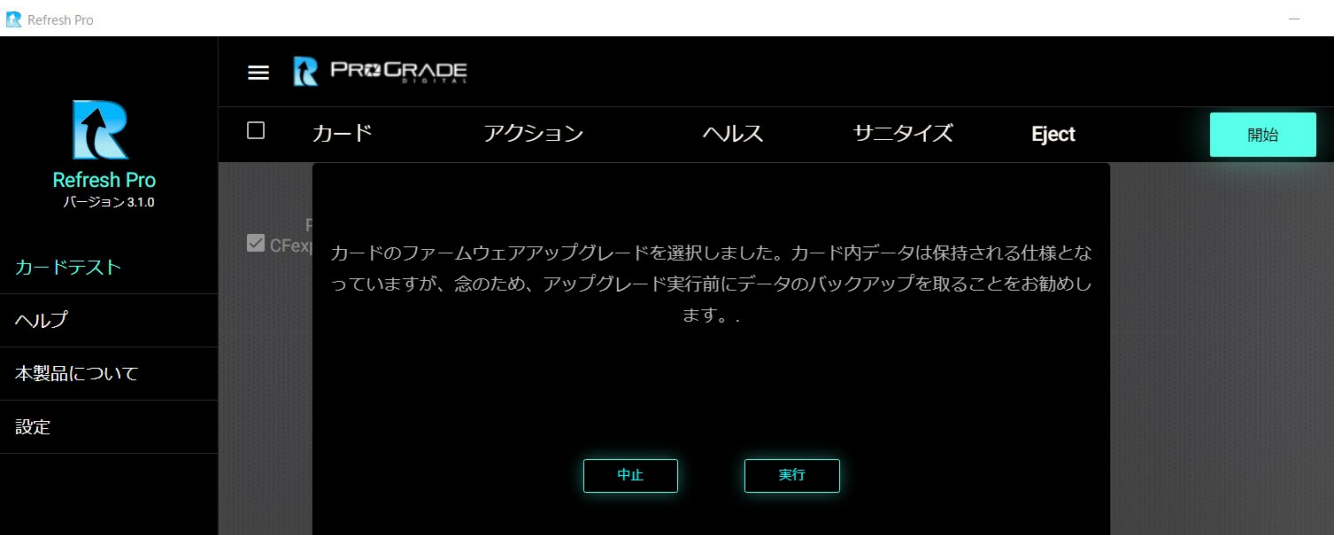 Refresh Pro
PROGRADE
DIGITAL
カード アクション ヘルス サニタイズ Eject 開始
Refresh Pro
バージョン 3.1.0
カードテスト
ヘルプ
本製品について
設定
CFexp
カードのファームウェアアップグレードを選択しました。カード内データは保持される仕様とな
っていますが、念のため、アップグレード実行前にデータのバックアップを取ることをお勧めし
ます。.
中止 実行